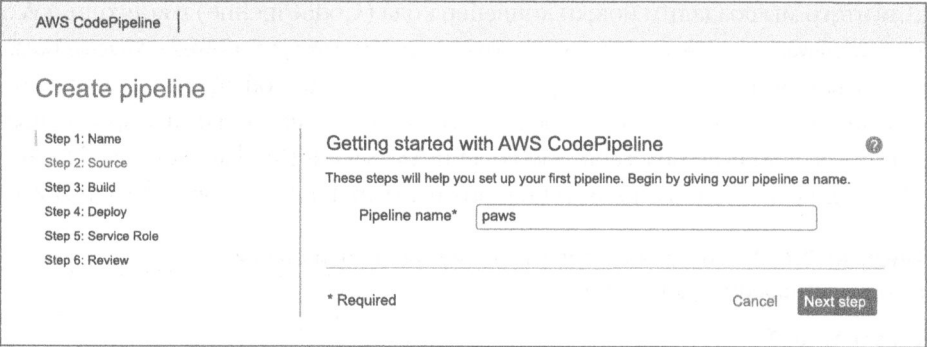 AWS CodePipeline
Create pipeline
Step 1: Name
Step 2: Source
Step 3: Build
Step 4: Deploy
Step 5: Service Role
Step 6: Review
Getting started with AWS CodePipeline
?
These steps will help you set up your first pipeline. Begin by giving your pipeline a name.
Pipeline name* paws
* Required
Cancel Next step